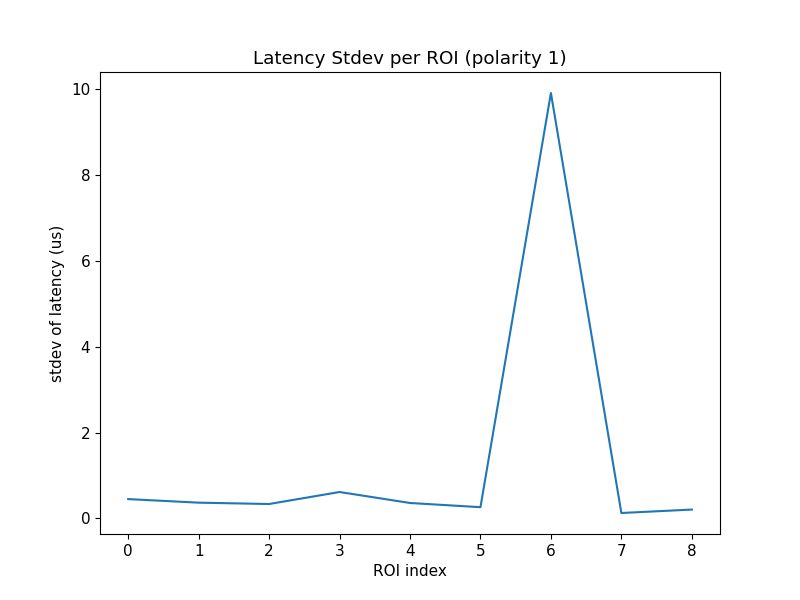 Latency Stdev per ROI (polarity 1)
stdev of latency (us)
10
8
6
4
2
0
0 1 2 3 4 5 6 7 8
ROI index